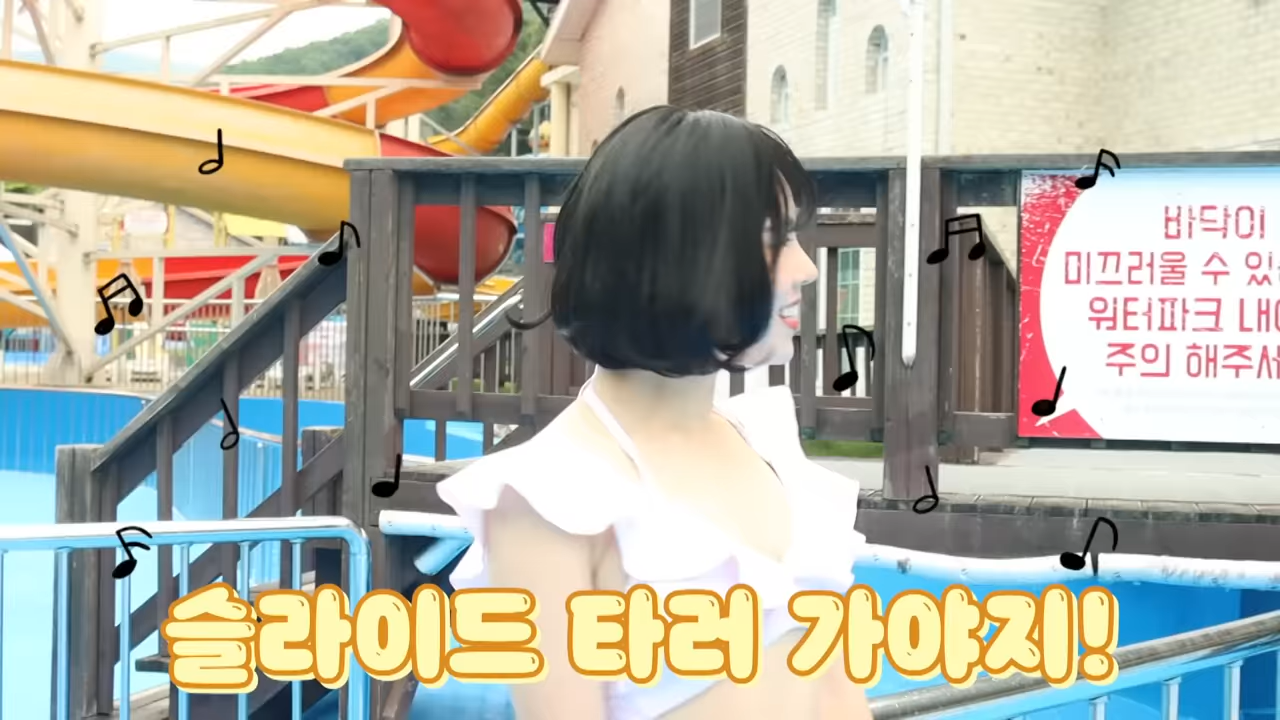 바닥이
미끄러울 수 있
워터파크 내
주의 해주세
슬라이드 타러 가야지!